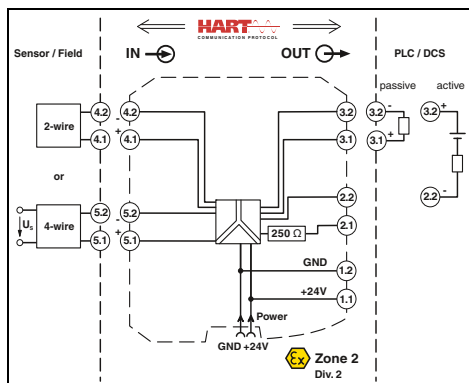 HART
COMMUNICATION PROTOCOL
Sensor / Field
IN
OUT
PLC / DCS
passive
active
4.2
4.2
-
3.2
3.2
-
3.2
+
2-wire
4.1
+
4.1
3.1
3.1
+
or
2.2
2.2
-
5.2
-
5.2
Us
4-wire
250 Ω
2.1
5.1
+
5.1
GND
1.2
+24V
1.1
Power
GND +24V
Ex
Zone 2
Div. 2